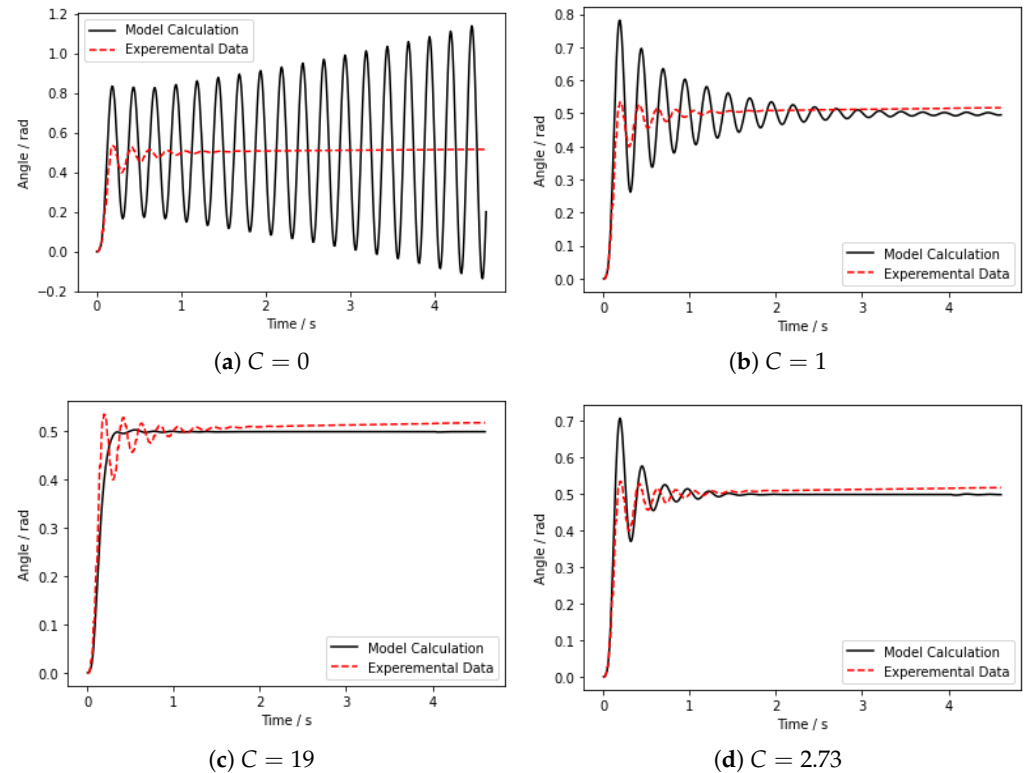 1.2
1.0
0.8
0.6
0.4
0.2
0.0
−0.2
Angle / rad
Model Calculation
Experemental Data
0 1 2 3 4
Time / s
(a) C = 0
0.8
0.7
0.6
0.5
0.4
0.3
0.2
0.1
0.0
Angle / rad
Model Calculation
Experemental Data
0 1 2 3 4
Time / s
(b) C = 1
0.5
0.4
0.3
0.2
0.1
0.0
Angle / rad
Model Calculation
Experemental Data
0 1 2 3 4
Time / s
(c) C = 19
0.7
0.6
0.5
0.4
0.3
0.2
0.1
0.0
Angle / rad
Model Calculation
Experemental Data
0 1 2 3 4
Time / s
(d) C = 2.73